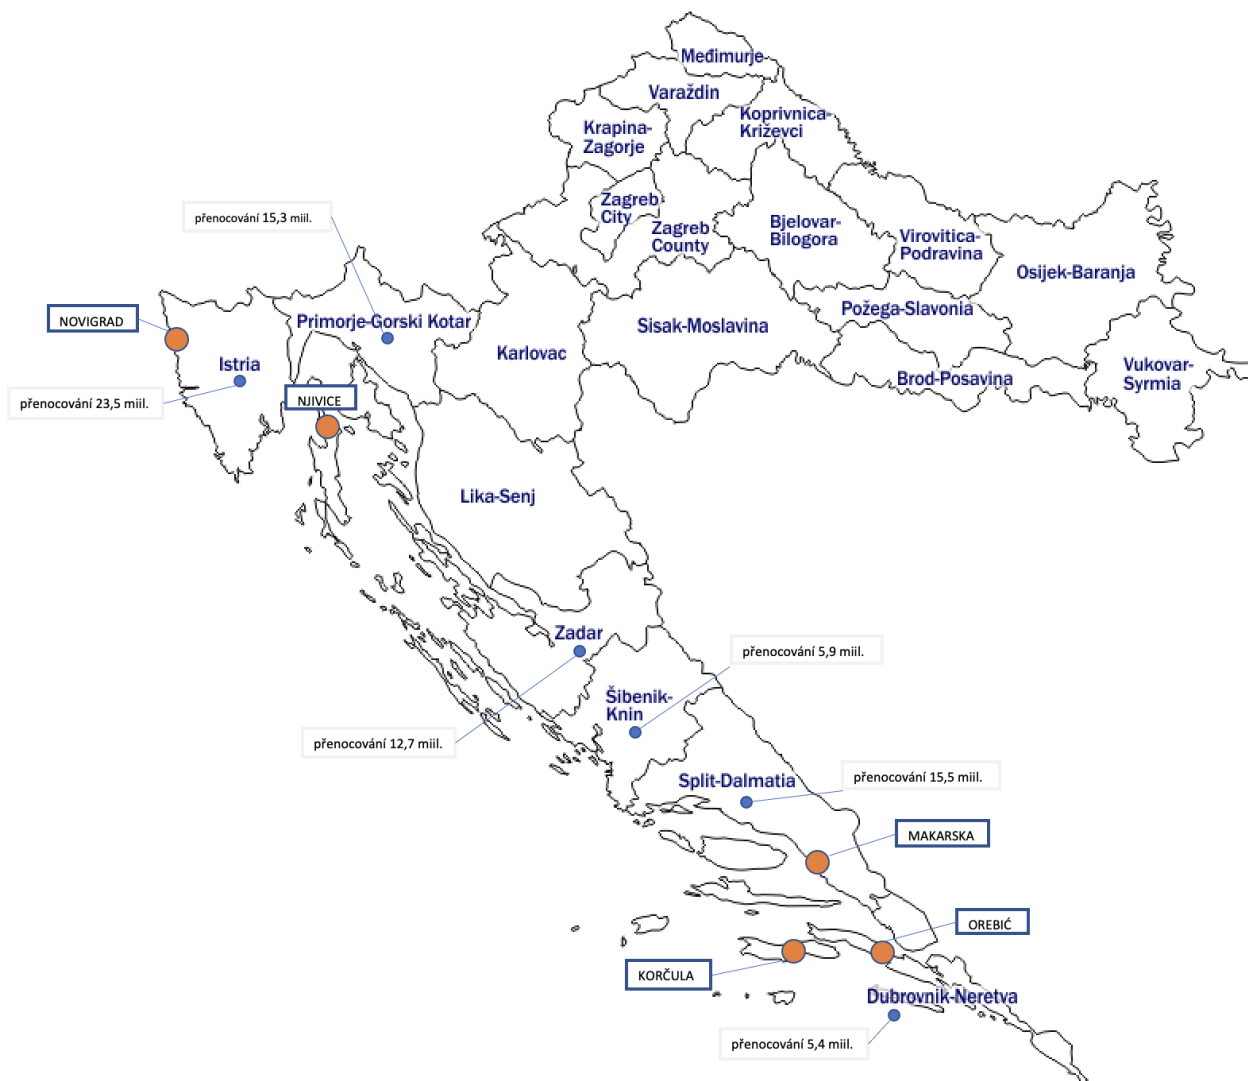 Međimurje
Varaždin
Koprivnica-
Križevci
Krapina-
Zagorje
Zagreb
City
Zagreb
County
Bjelovar-
Bilogora
Virovitica-
Podravina
Osijek-Baranja
přenocování 15,3 miil.
NOVIGRAD
Primorje-Gorski Kotar
Sisak-Moslavina
Požega-Slavonia
Istria
Karlovac
Brod-Posavina
Vukovar-
Syrmia
přenocování 23,5 miil.
NJIVICE
Lika-Senj
Zadar
přenocování 5,9 miil.
Šibenik-
Knin
přenocování 12,7 miil.
Split-Dalmatia
přenocování 15,5 miil.
MAKARSKA
OREBIĆ
KORČULA
Dubrovnik-Neretva
přenocování 5,4 miil.